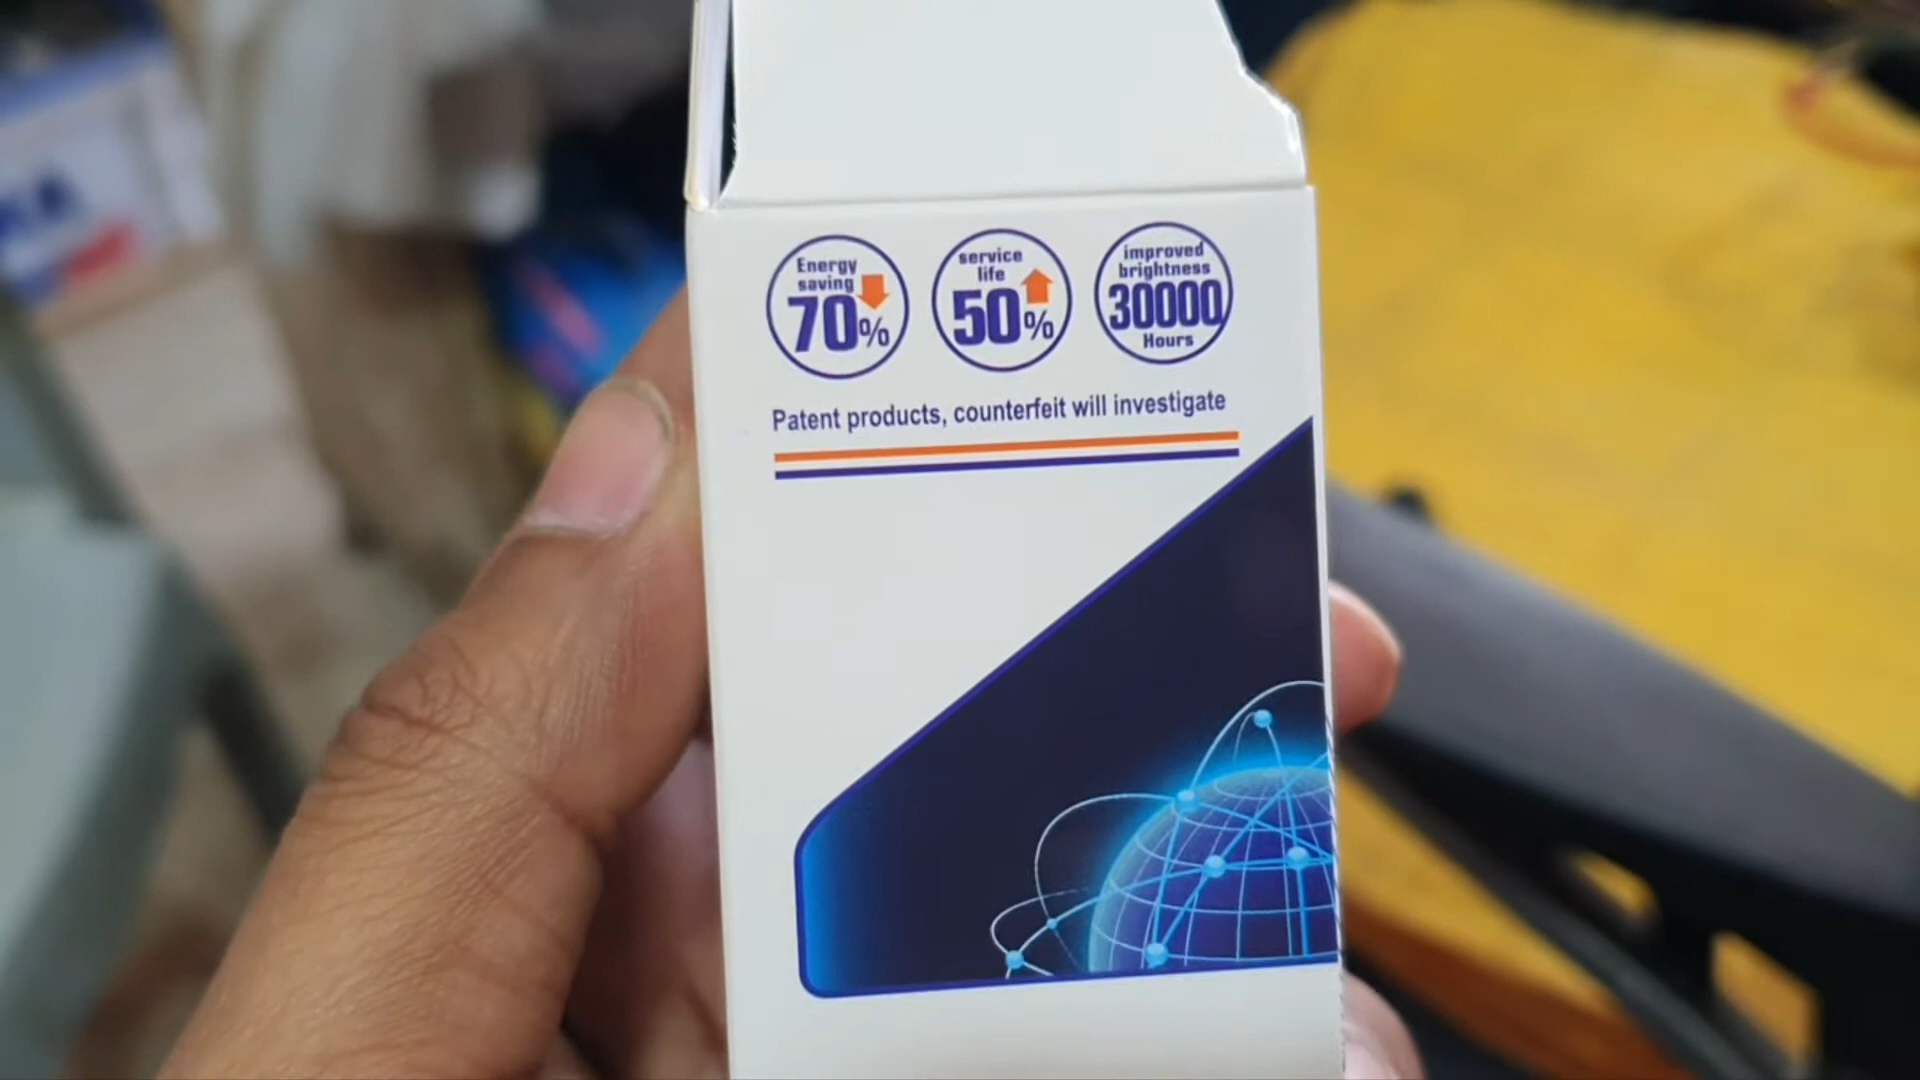 Energy
saving
70%
service
life
50%
improved
brightness
30000
Hours
Patent products, counterfeit will investigate